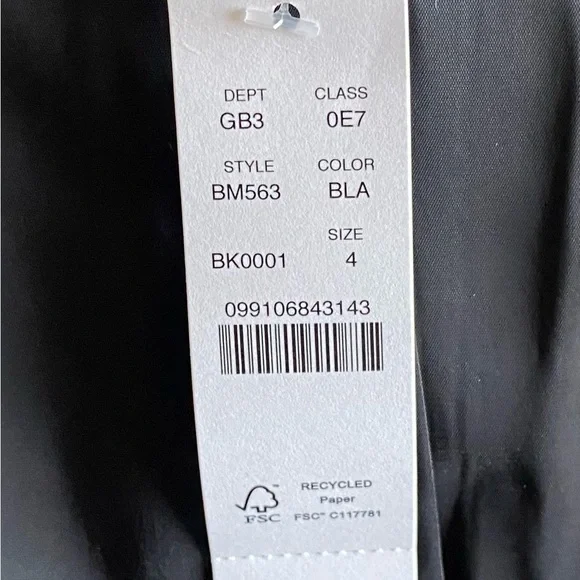 DEPT CLASS
GB3 0E7
STYLE COLOR
BM563 BLA
SIZE
BK0001 4
099106843143
RECYCLED
Paper
FSC™ C117781
FSC